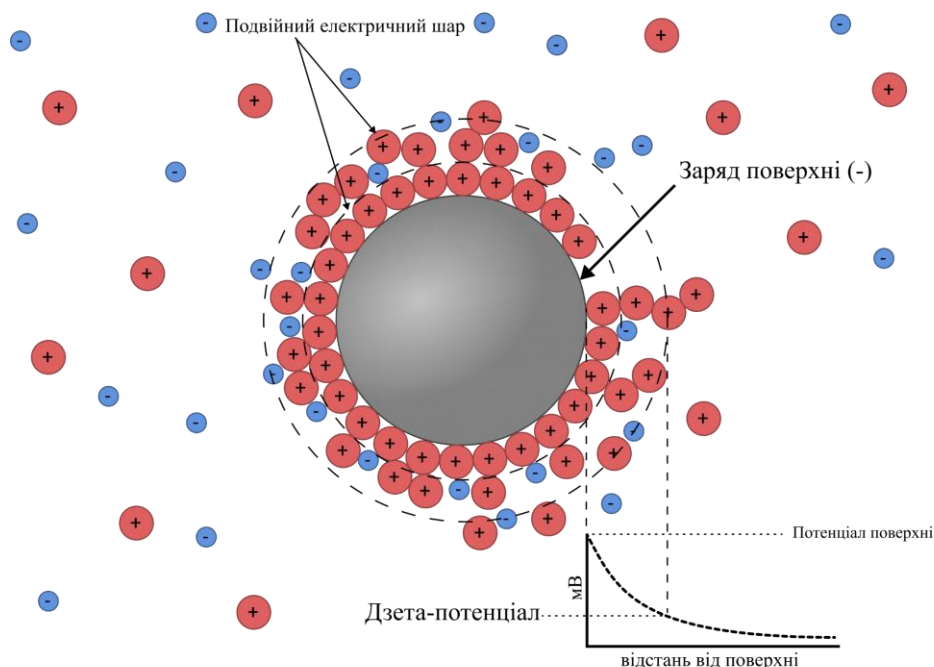 Подвійний електричний шар
Заряд поверхні (-)
Потенціал поверхні
мВ
Дзета-потенціал
відстань від поверхні